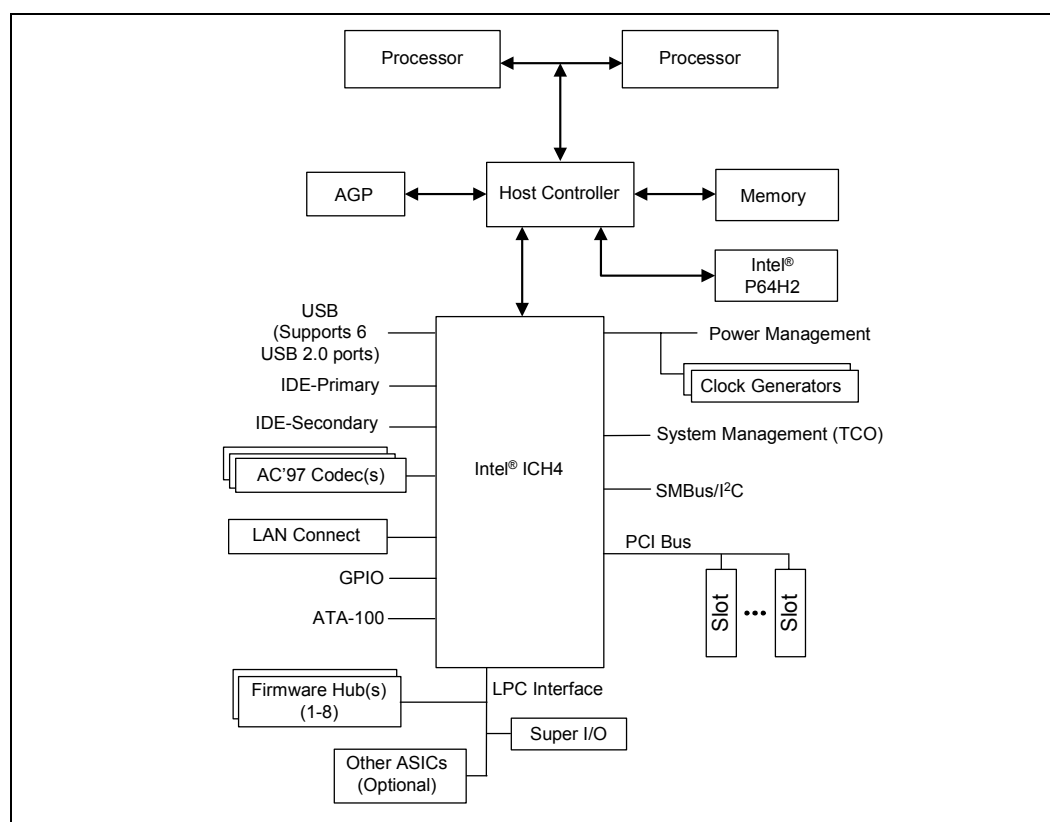 Processor
Processor
AGP
Host Controller
Memory
Intel®
P64H2
USB
(Supports 6
USB 2.0 ports)
IDE-Primary
IDE-Secondary
AC'97 Codec(s)
LAN Connect
GPIO
ATA-100
Intel® ICH4
Power Management
Clock Generators
System Management (TCO)
SMBus/I²C
PCI Bus
Slot
Slot
LPC Interface
Firmware Hub(s)
(1-8)
Super I/O
Other ASICs
(Optional)